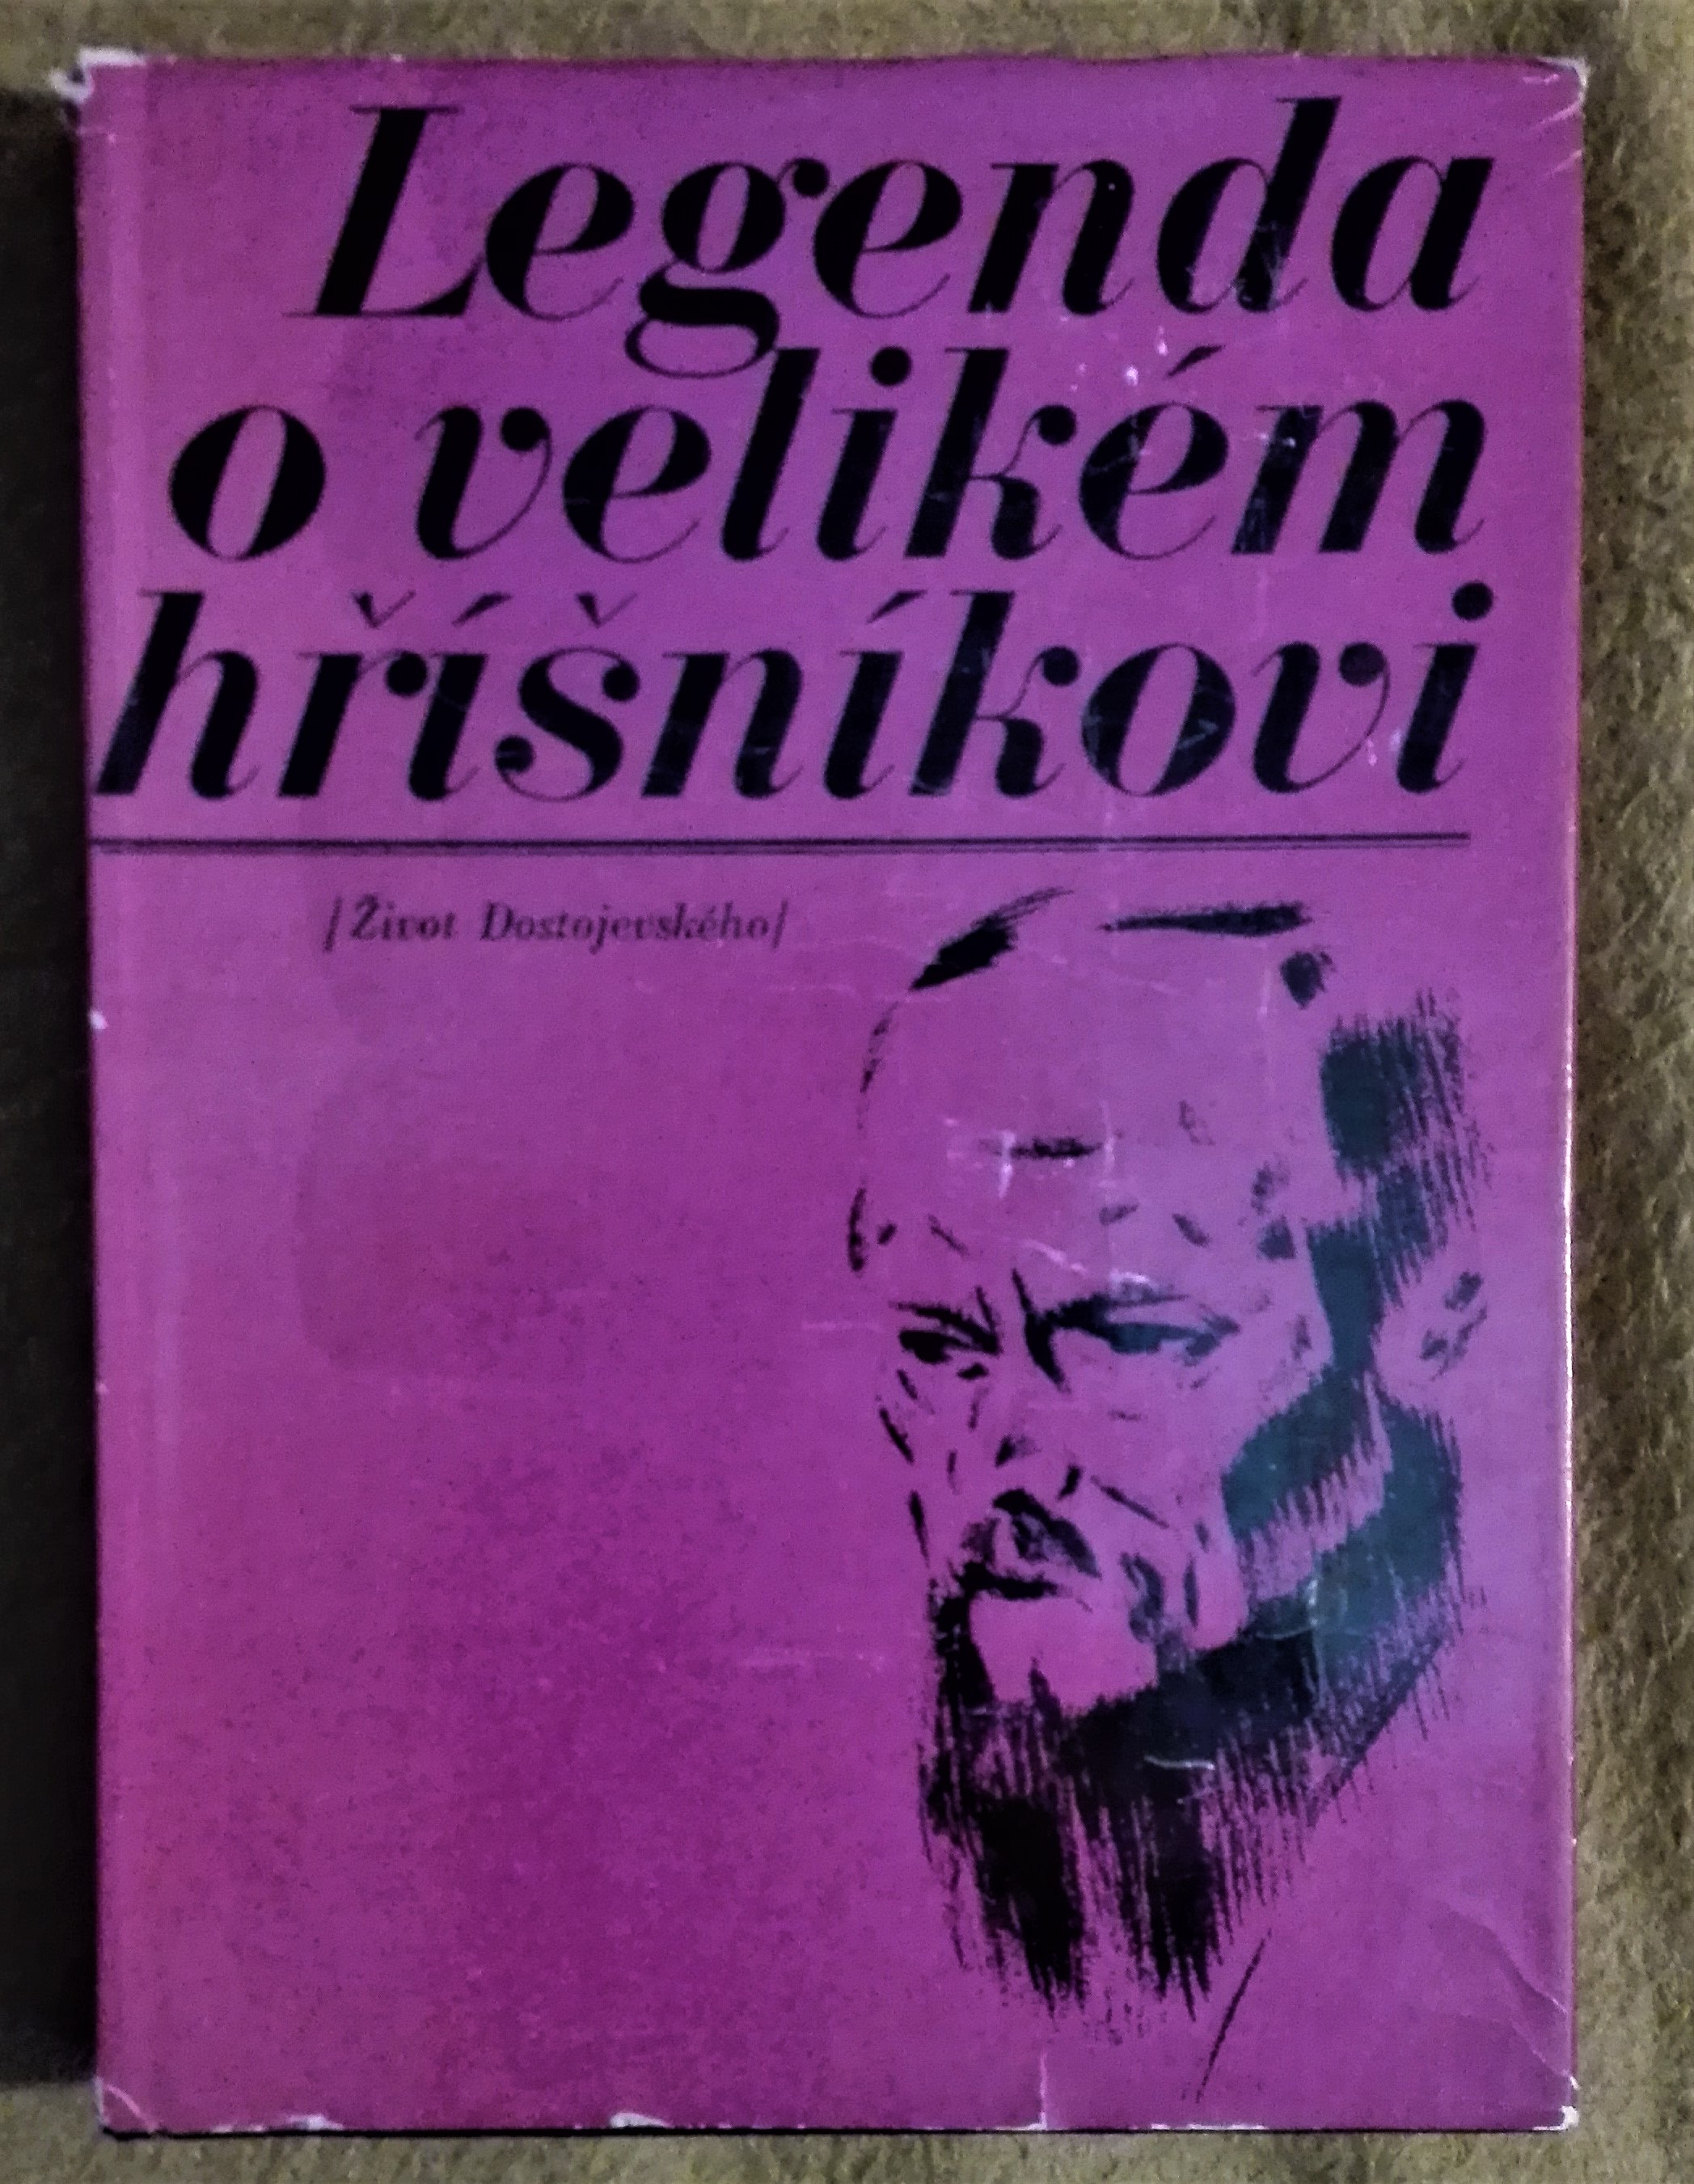 Legenda
o velikém
hříšníkovi
/Život Dostojevského/